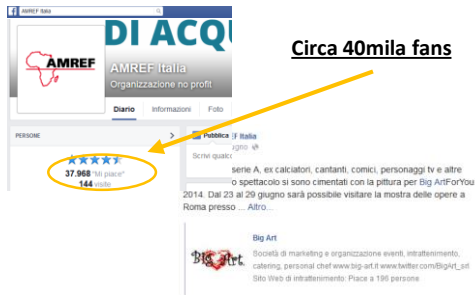 AMREF Italia
DI ACQU
Circa 40mila fans
AMREF
AMREF Italia
Organizzazione no profit
Diario Informazioni Foto
PERSONE
37.968 "Mi piace"
144 visite
Pubblica
EF Italia
ugno
Scrivi qualco
serie A, ex calciatori, cantanti, comici, personaggi tv e altre
o spettacolo si sono cimentati con la pittura per Big ArtForYou
2014. Dal 23 al 29 giugno sarà possibile visitare la mostra delle opere a
Roma presso ... Altro...
Big Art
Big Art.
Società di marketing e organizzazione eventi, intrattenimento,
catering, personal chef www.big-art.it www.twitter.com/BigArt_srl
Sito Web di intrattenimento: Piace a 196 persone